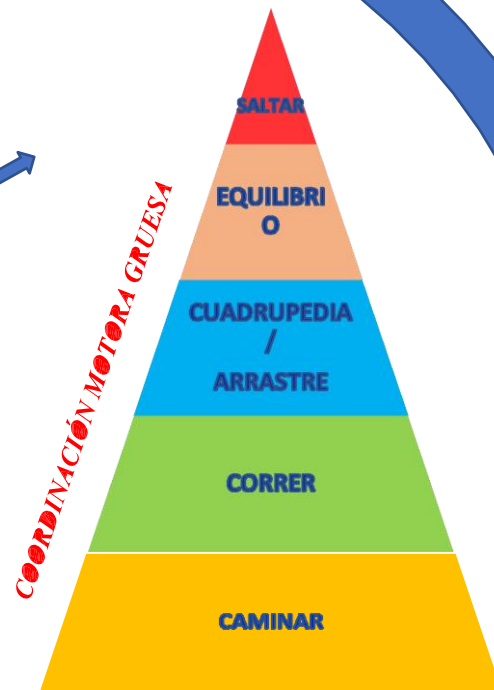 SALTAR
EQUILIBRI
O
CUADRUPEDIA
/
ARRASTRE
CORRER
CAMINAR
COORDINACIÓN MOTORA GRUESA